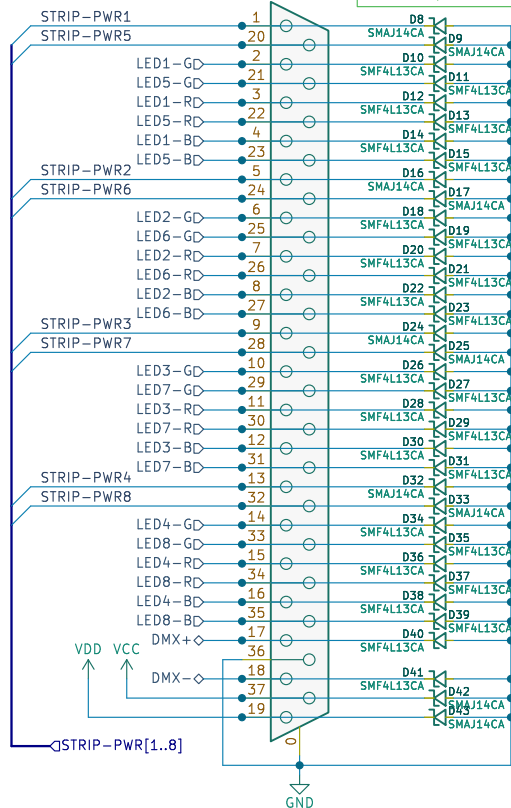 STRIP-PWR1 1 D8 SMAJ14CA
STRIP-PWR5 20 D9 SMAJ14CA
LED1-G 2 D10 SMF4L13CA
LED5-G 21 D11 SMF4L13CA
LED1-R 3 D12 SMF4L13CA
LED5-R 22 D13 SMF4L13CA
LED1-B 4 D14 SMF4L13CA
LED5-B 23 D15 SMF4L13CA
STRIP-PWR2 5 D16 SMAJ14CA
STRIP-PWR6 24 D17 SMAJ14CA
LED2-G 6 D18 SMF4L13CA
LED6-G 25 D19 SMF4L13CA
LED2-R 7 D20 SMF4L13CA
LED6-R 26 D21 SMF4L13CA
LED2-B 8 D22 SMF4L13CA
LED6-B 27 D23 SMF4L13CA
STRIP-PWR3 9 D24 SMAJ14CA
STRIP-PWR7 28 D25 SMAJ14CA
LED3-G 10 D26 SMF4L13CA
LED7-G 29 D27 SMF4L13CA
LED3-R 11 D28 SMF4L13CA
LED7-R 30 D29 SMF4L13CA
LED3-B 12 D30 SMF4L13CA
LED7-B 31 D31 SMF4L13CA
STRIP-PWR4 13 D32 SMAJ14CA
STRIP-PWR8 32 D33 SMAJ14CA
LED4-G 14 D34 SMF4L13CA
LED8-G 33 D35 SMF4L13CA
LED4-R 15 D36 SMF4L13CA
LED8-R 34 D37 SMF4L13CA
LED4-B 16 D38 SMF4L13CA
LED8-B 35 D39 SMF4L13CA
DMX+ 17 D40 SMF4L13CA
VDD VCC 36
DMX- 18 D41 SMF4L13CA
37 D42 SMAJ14CA
19 D43 SMAJ14CA
STRIP-PWR[1..8] 0
GND